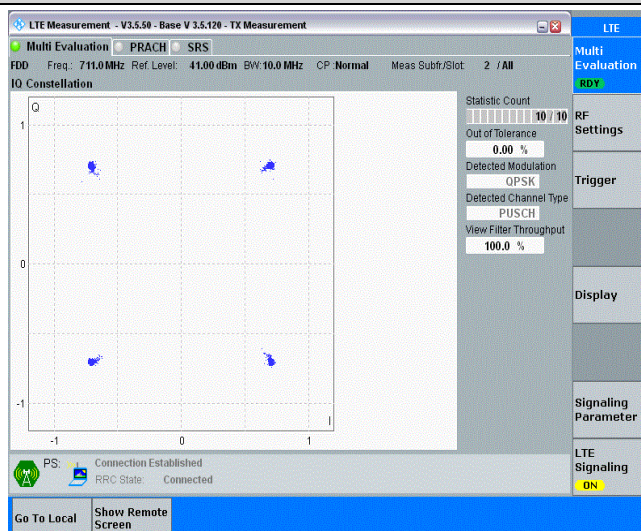 LTE Measurement - V3.5.50 - Base V 3.5.120 - TX Measurement
LTE
Multi Evaluation PRACH SRS
Multi
Evaluation
RDY
FDD Freq.: 711.0 MHz Ref. Level: 41.00 dBm BW: 10.0 MHz CP :Normal Meas Subfr./Slot: 2 / All
IQ Constellation
Q
1
0
-1
-1 0 1
I
Statistic Count
10 / 10
Out of Tolerance
0.00 %
Detected Modulation
QPSK
Detected Channel Type
PUSCH
View Filter Throughput
100.0 %
RF
Settings
Trigger
Display
Signaling
Parameter
LTE
Signaling
ON
PS: Connection Established
RRC State: Connected
Go To Local
Show Remote
Screen